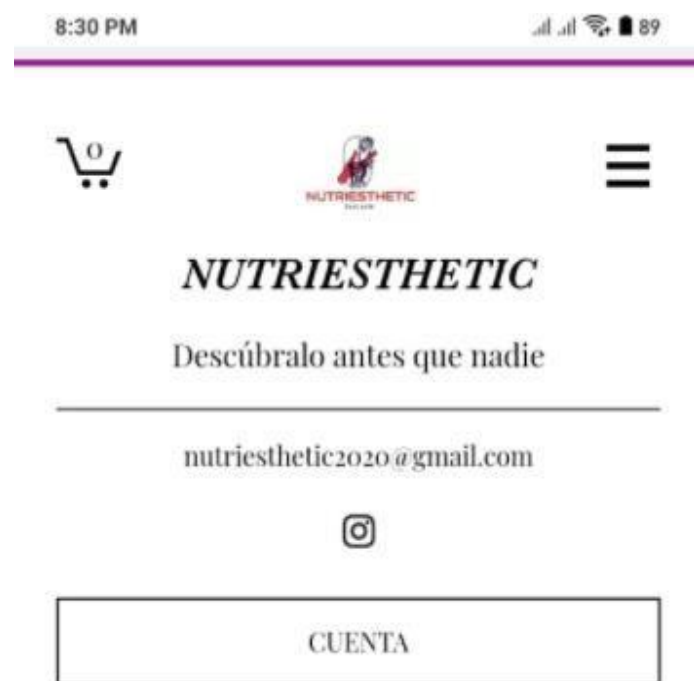 8:30 PM 89
0
NUTRIESTHETIC
NUTRIESTHETIC
Descúbralo antes que nadie
nutriesthetic2020@gmail.com
CUENTA